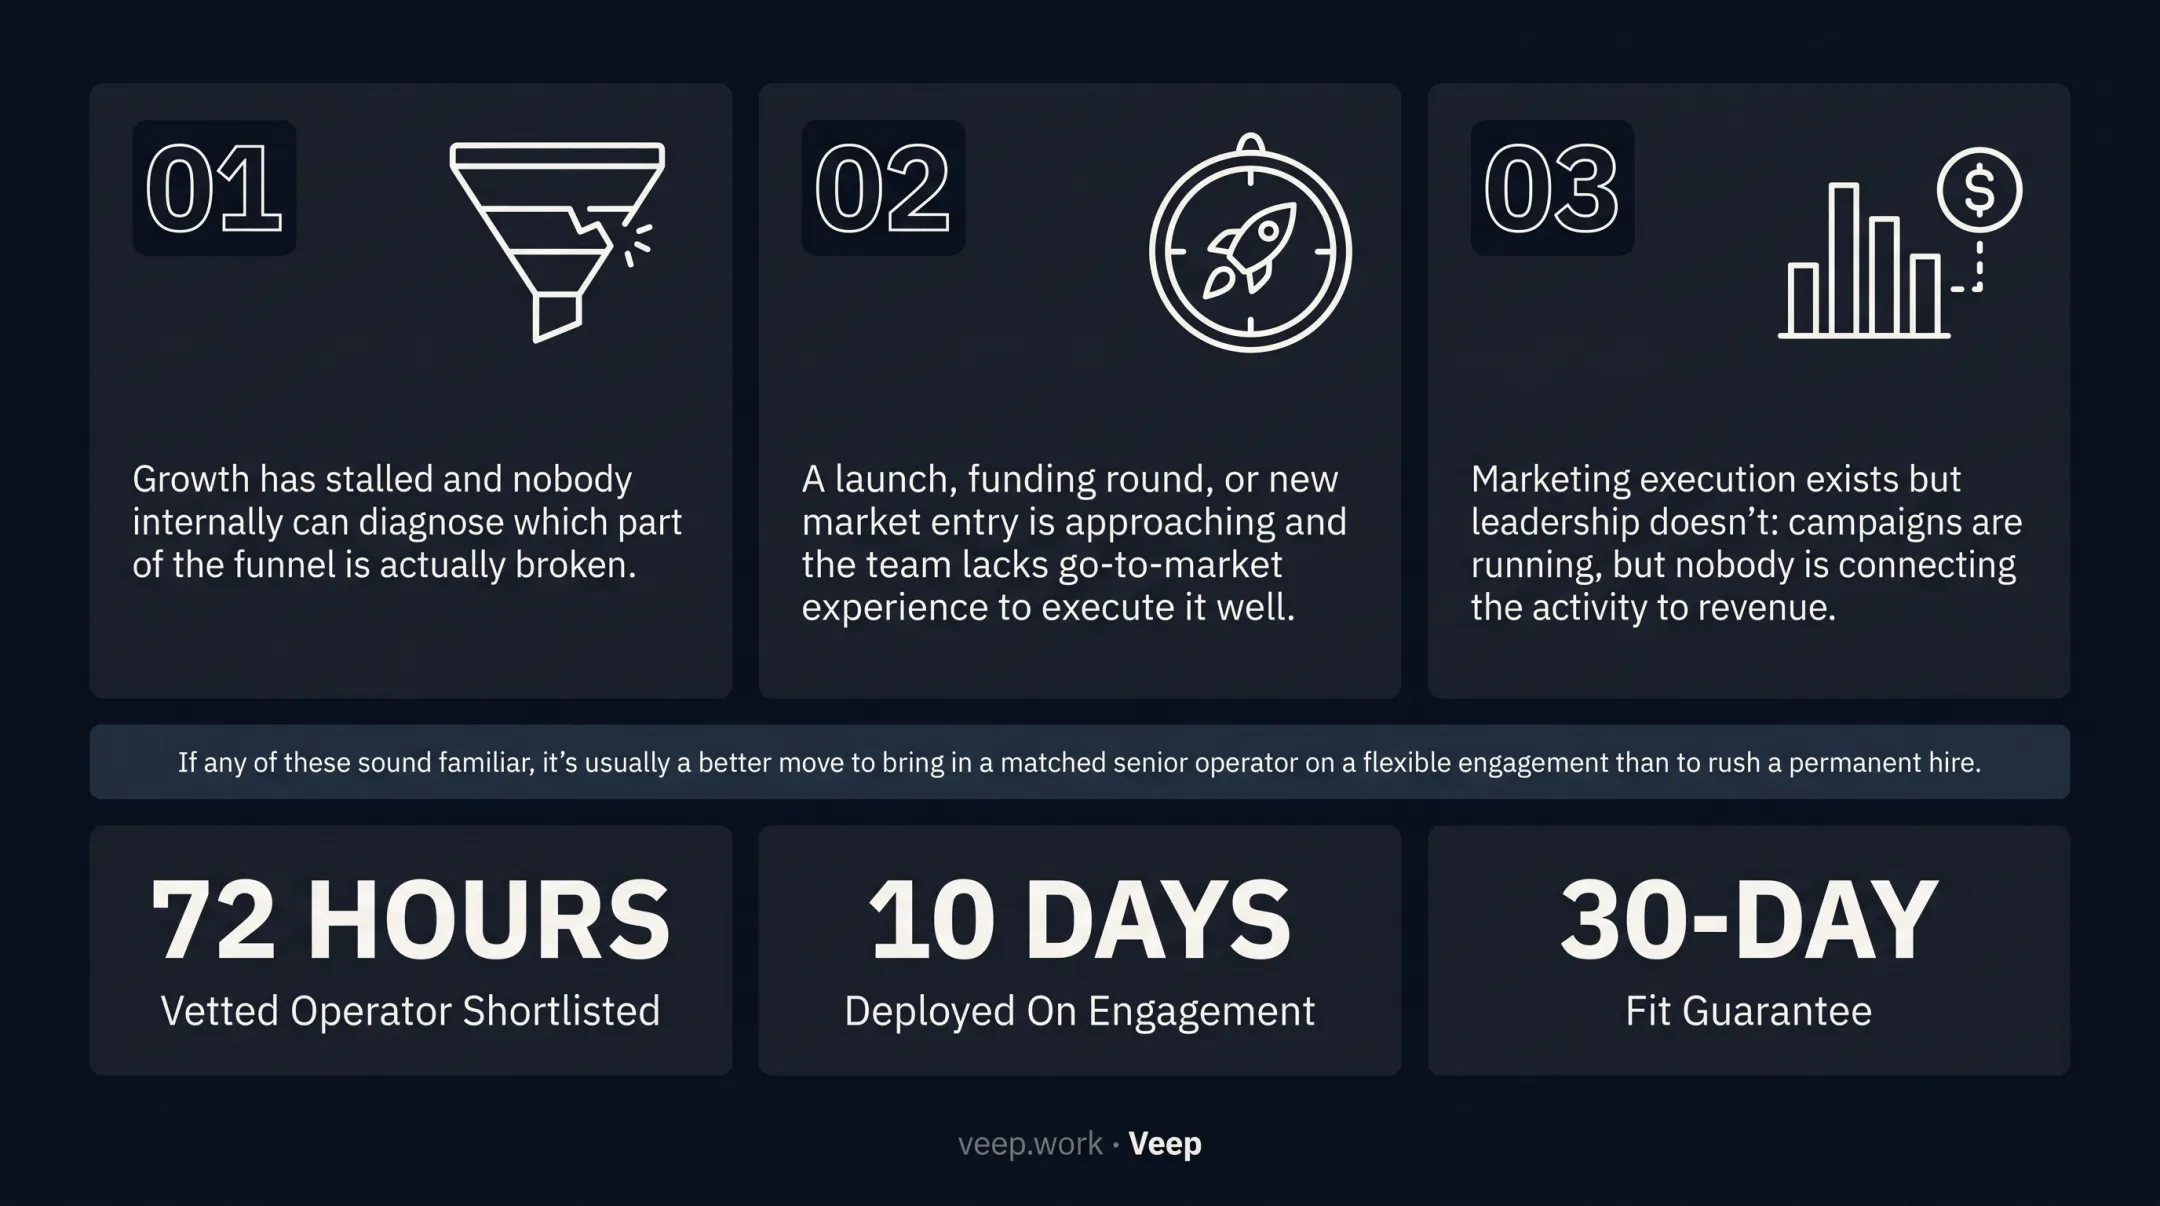 01
Growth has stalled and nobody
internally can diagnose which part
of the funnel is actually broken.
02
A launch, funding round, or new
market entry is approaching and
the team lacks go-to-market
experience to execute it well.
03
$
Marketing execution exists but
leadership doesn’t: campaigns are
running, but nobody is connecting
the activity to revenue.
If any of these sound familiar, it’s usually a better move to bring in a matched senior operator on a flexible engagement than to rush a permanent hire.
72 HOURS
Vetted Operator Shortlisted
10 DAYS
Deployed On Engagement
30-DAY
Fit Guarantee
veep.work · Veep